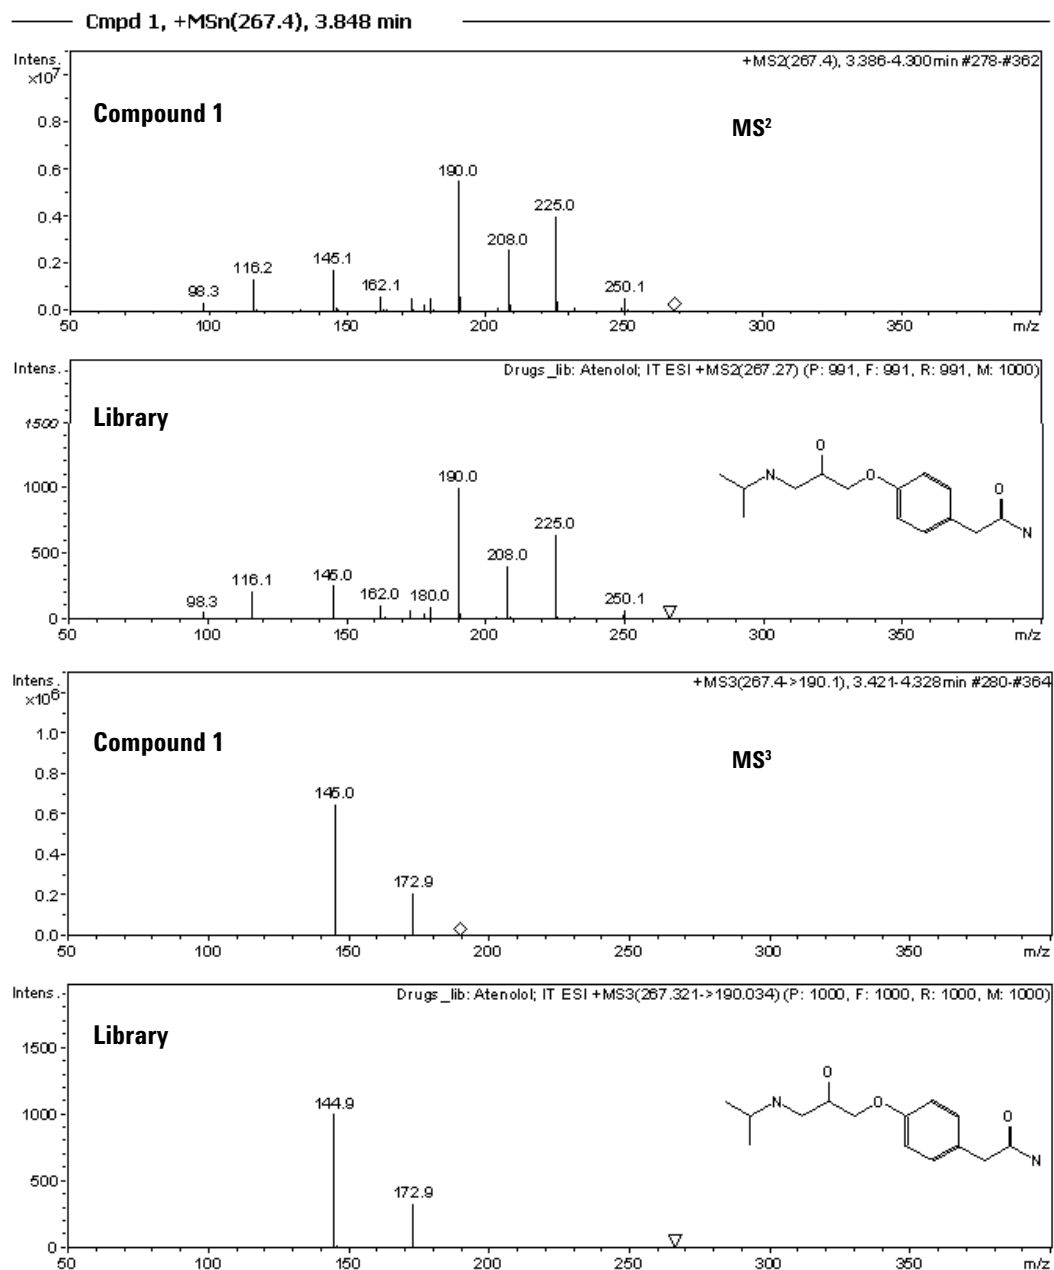 Cmpd 1, +MSn(267.4), 3.848 min
Intens.
x10⁷
+MS2(267.4), 3.386-4.300min #278-#362
Compound 1
MS²
0.8
0.6
0.4
0.2
0.0
98.3
116.2
145.1
162.1
190.0
208.0
225.0
250.1
50
100
150
200
250
300
350
m/z
Intens.
Drugs_lib: Atenolol; IT ESI +MS2(267.27) (P: 991, F: 991, R: 991, M: 1000)
Library
1500
1000
500
0
98.3
116.1
145.0
162.0
180.0
190.0
208.0
225.0
250.1
N
O
O
O
N
50
100
150
200
250
300
350
m/z
Intens.
x10⁶
+MS3(267.4->190.1), 3.421-4.328min #280-#364
Compound 1
MS³
1.0
0.8
0.6
0.4
0.2
0.0
145.0
172.9
50
100
150
200
250
300
350
m/z
Intens.
Drugs_lib: Atenolol; IT ESI +MS3(267.321->190.034) (P: 1000, F: 1000, R: 1000, M: 1000)
Library
1500
1000
500
0
144.9
172.9
N
O
O
O
N
50
100
150
200
250
300
350
m/z